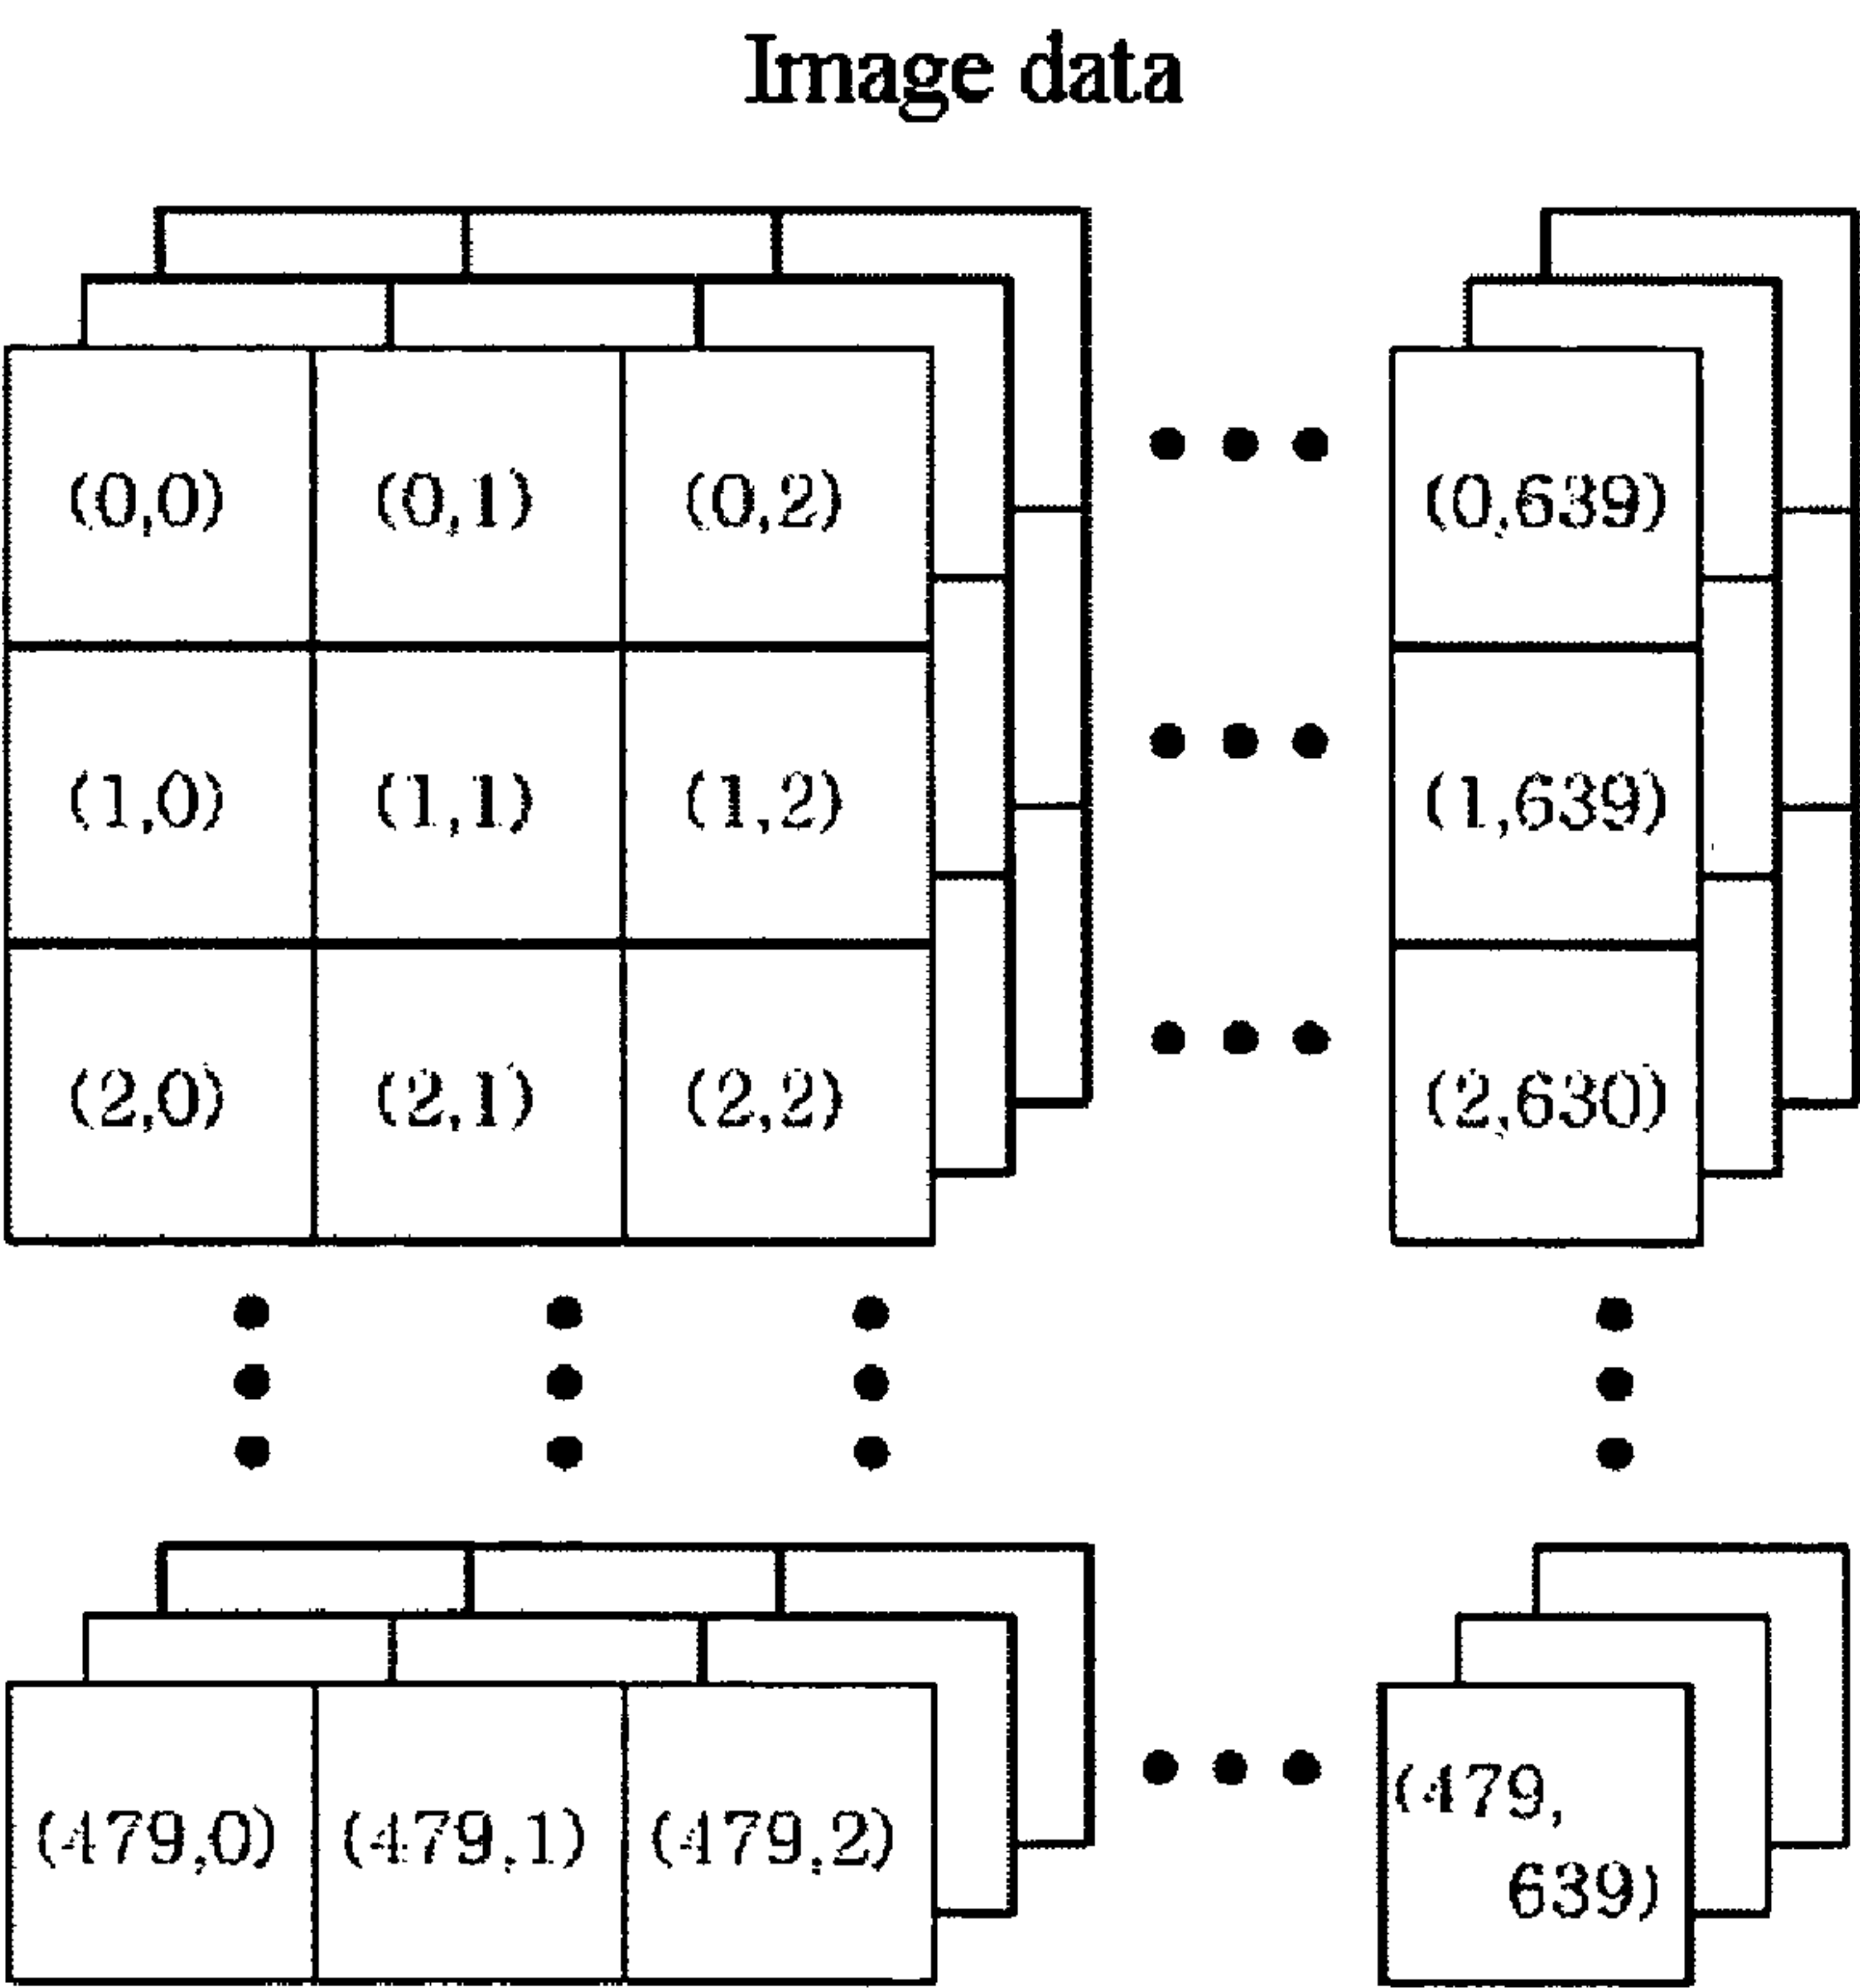 Image data
(0,0) (0,1) (0,2) (0,639)
(1,0) (1,1) (1,2) (1,639)
(2,0) (2,1) (2,2) (2,630)
(479,0) (479,1) (479,2) (479,
639)